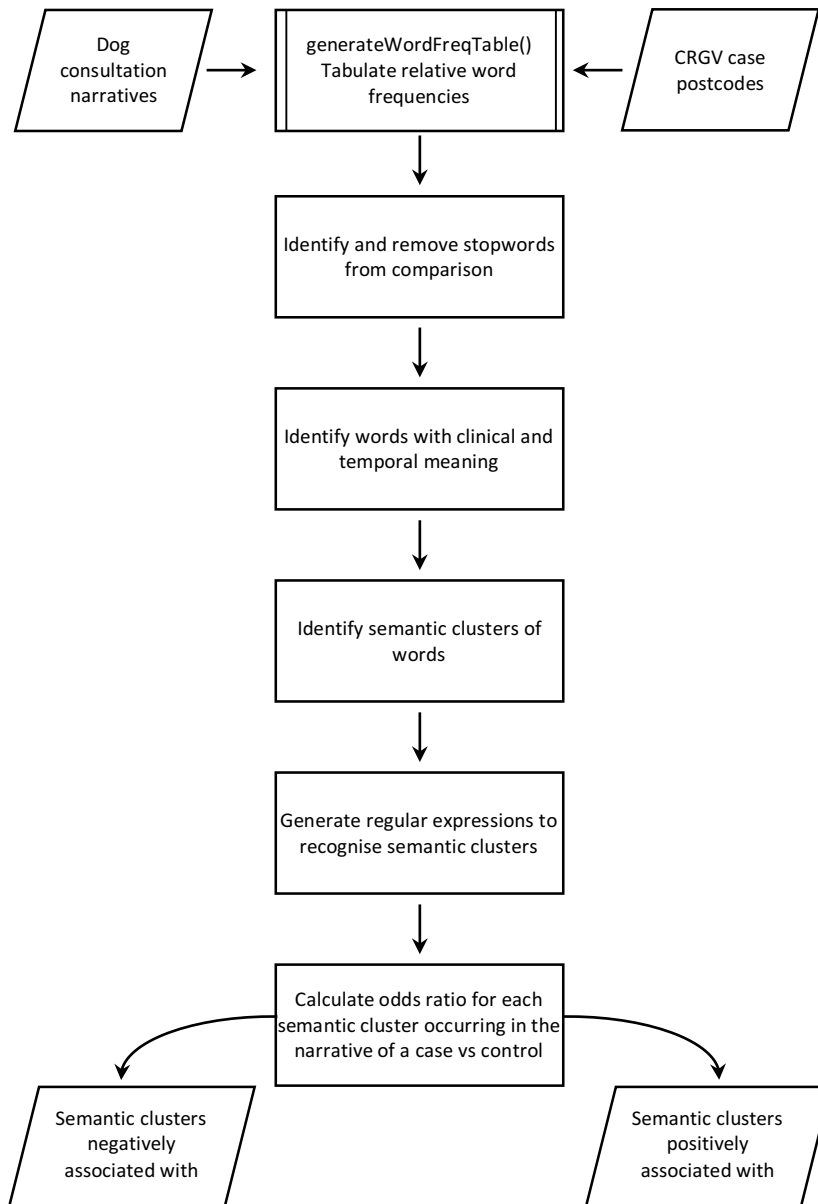 Dog
consultation
narratives
generateWordFreqTable()
Tabulate relative word
frequencies
CRGV case
postcodes
Identify and remove stopwords
from comparison
Identify words with clinical and
temporal meaning
Identify semantic clusters of
words
Generate regular expressions to
recognise semantic clusters
Calculate odds ratio for each
semantic cluster occurring in the
narrative of a case vs control
Semantic clusters
negatively
associated with
Semantic clusters
positively
associated with